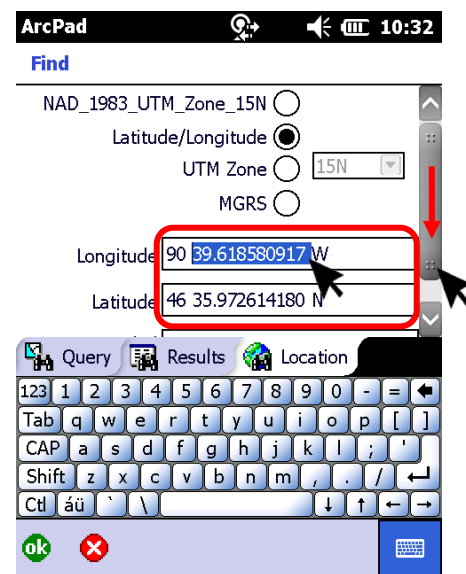 ArcPad 10:32
Find
NAD_1983_UTM_Zone_15N
Latitude/Longitude
UTM Zone 15N
MGRS
Longitude 90 39.618580917 W
Latitude 46 35.972614180 N
Query Results Location
123 1 2 3 4 5 6 7 8 9 0 - =
Tab q w e r t y u i o p [ ]
CAP a s d f g h j k l ; '
Shift z x c v b n m , . /
Ctl áü ` \
ok